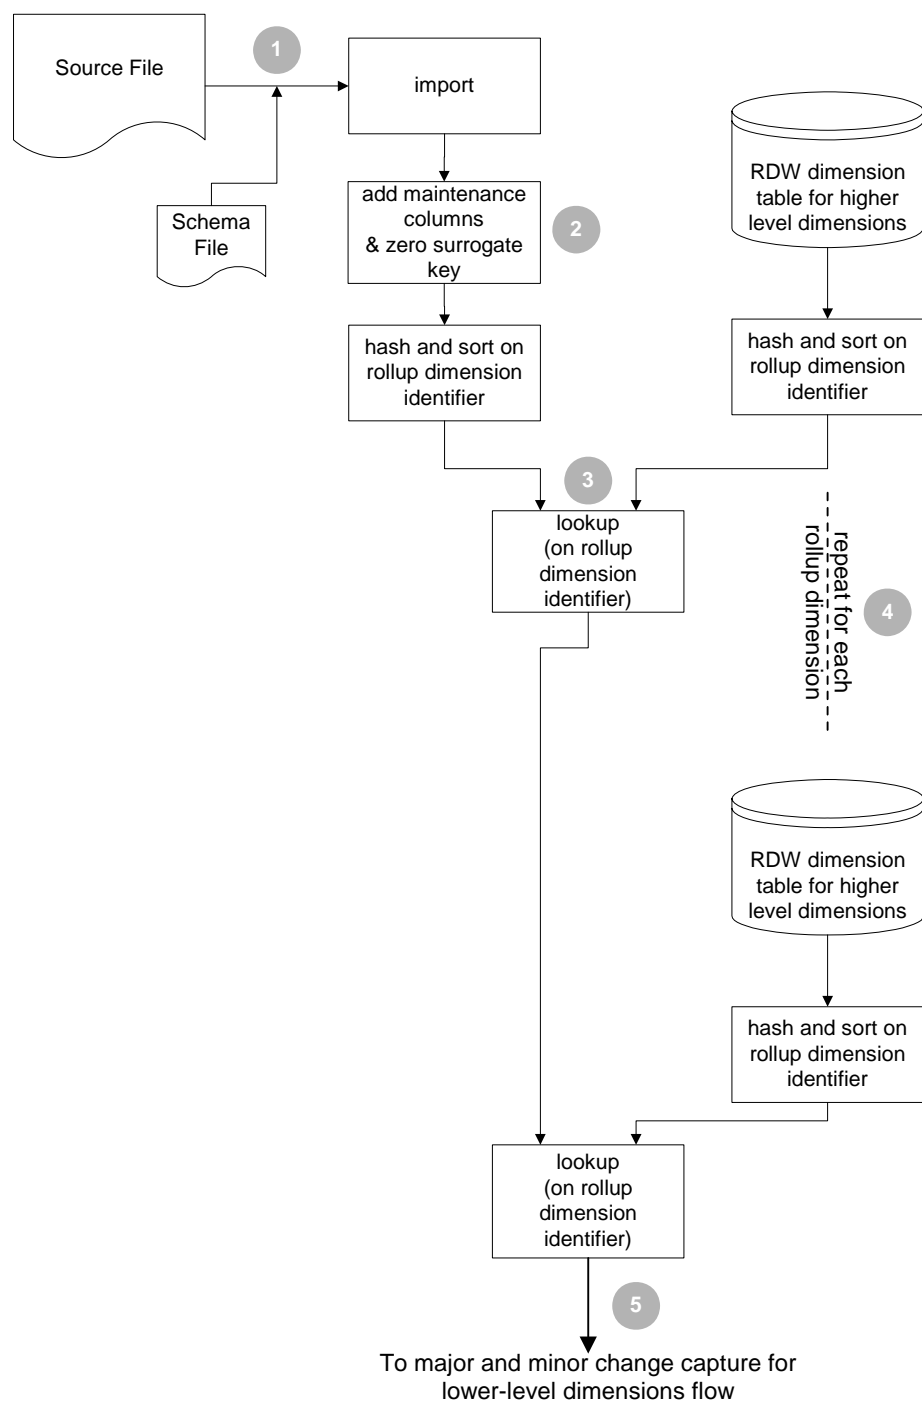 1
Source File
import
Schema
File
add maintenance
columns
& zero surrogate
key
2
RDW dimension
table for higher
level dimensions
hash and sort on
rollup dimension
identifier
hash and sort on
rollup dimension
identifier
3
lookup
(on rollup
dimension
identifier)
repeat for each
rollup dimension
4
RDW dimension
table for higher
level dimensions
hash and sort on
rollup dimension
identifier
lookup
(on rollup
dimension
identifier)
5
To major and minor change capture for
lower-level dimensions flow